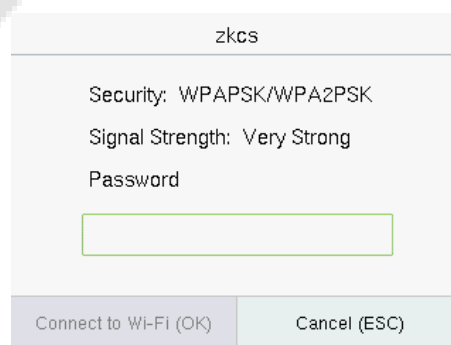 zkcs
Security: WPAPSK/WPA2PSK
Signal Strength: Very Strong
Password
Connect to Wi-Fi (OK) Cancel (ESC)